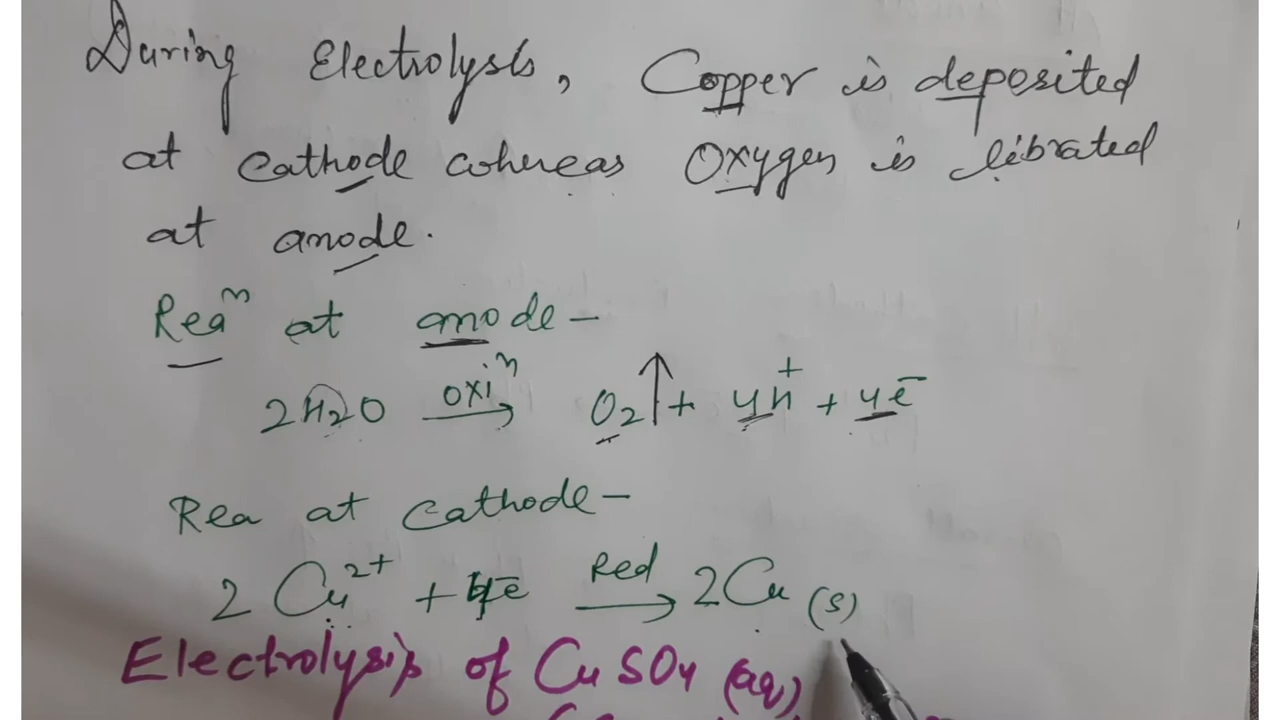 During Electrolysis, Copper is deposited
at cathode whereas Oxygen is librated
at anode.
Reaⁿ at anode –
2H2O oxiⁿ → O2↑ + 4H⁺ + 4e⁻
Rea at cathode –
2Cu²⁺ + 4e⁻ Red → 2Cu (s)
Electrolysis of CuSO4 (aq)